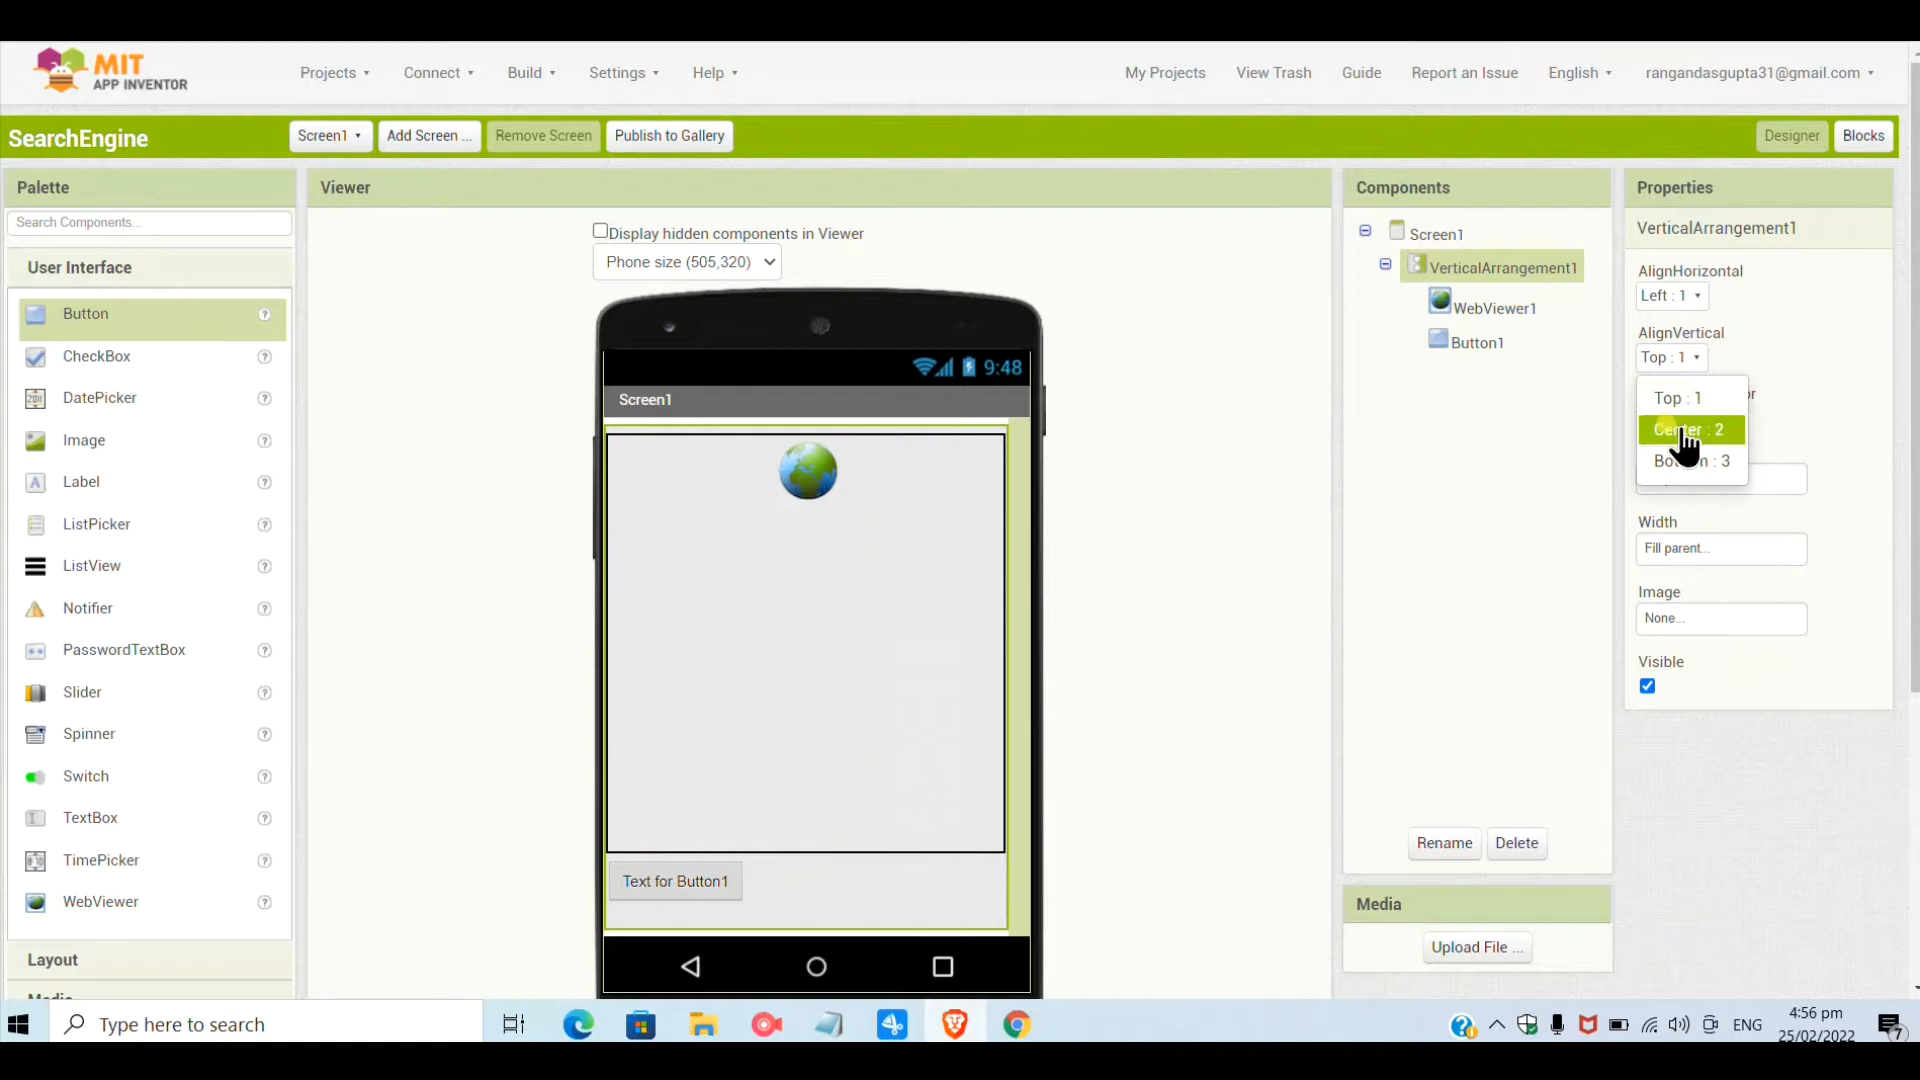 MIT
APP INVENTOR
Projects
Connect
Build
Settings
Help
My Projects
View Trash
Guide
Report an Issue
English
rangandasgupta31@gmail.com
SearchEngine
Screen1
Add Screen ...
Remove Screen
Publish to Gallery
Designer
Blocks
Palette
Viewer
Components
Properties
Search Components...
User Interface
Button
CheckBox
DatePicker
Image
Label
ListPicker
ListView
Notifier
PasswordTextBox
Slider
Spinner
Switch
TextBox
TimePicker
WebViewer
Layout
Display hidden components in Viewer
Phone size (505,320)
9:48
Screen1
Text for Button1
Screen1
VerticalArrangement1
WebViewer1
Button1
Rename
Delete
Media
Upload File ...
VerticalArrangement1
AlignHorizontal
Left : 1
AlignVertical
Top : 1
Top : 1
Center : 2
Bottom : 3
Width
Fill parent...
Image
None...
Visible
Type here to search
ENG
4:56 pm
25/02/2022
7